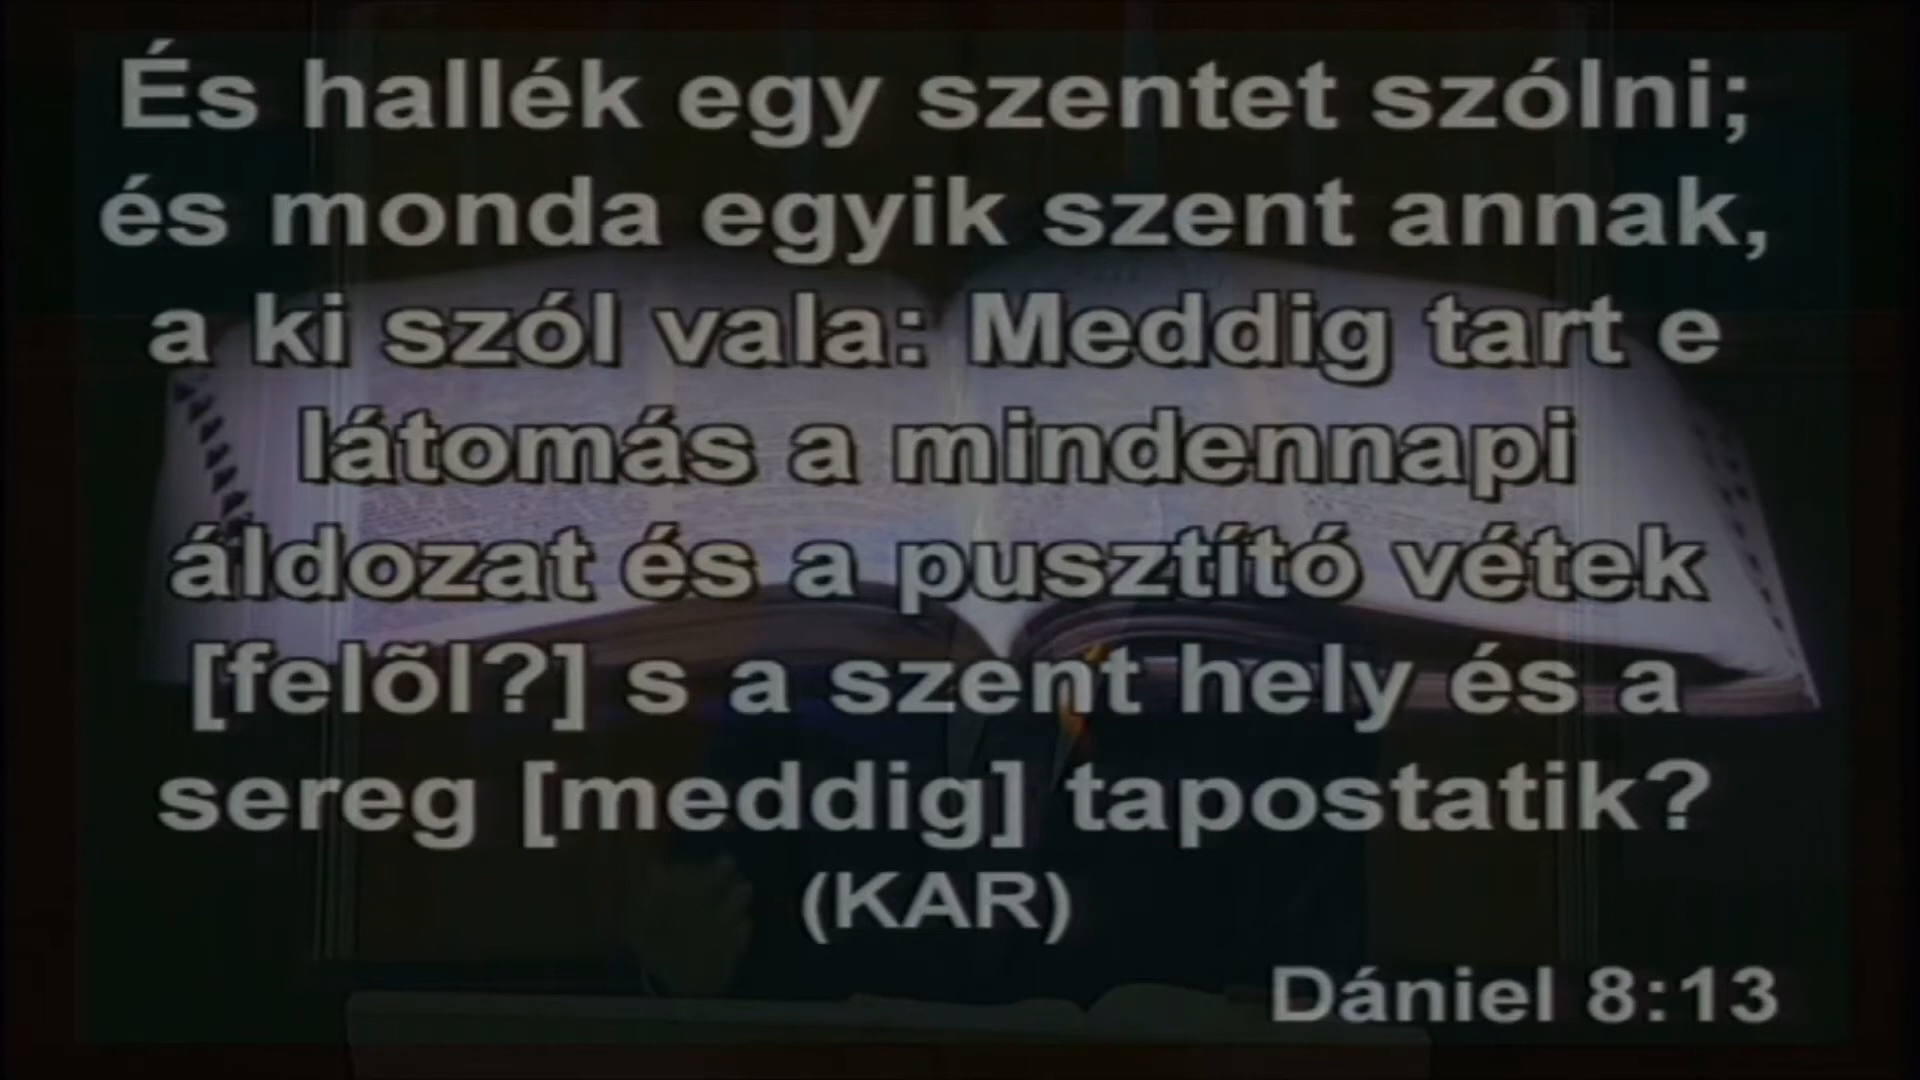 És hallék egy szentet szólni;
és monda egyik szent annak,
a ki szól vala: Meddig tart e
látomás a mindennapi
áldozat és a pusztító vétek
[felõl?] s a szent hely és a
sereg [meddig] tapostatik?
(KAR)
Dániel 8:13